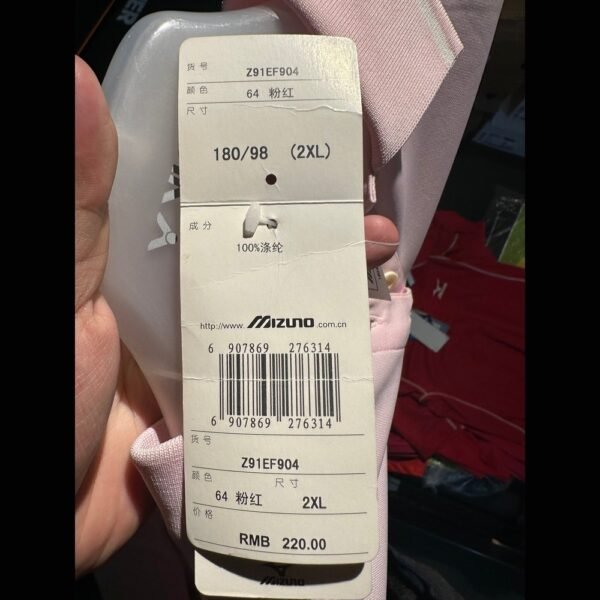 货号 Z91EF904
颜色 64 粉红
尺寸
180/98 (2XL)
成分
100%涤纶
http://www.MIZUNO.com.cn
6 907869 276314
6 907869 276314
货号
Z91EF904
颜色 尺寸
64 粉红 2XL
价格
RMB 220.00
MIZUNO